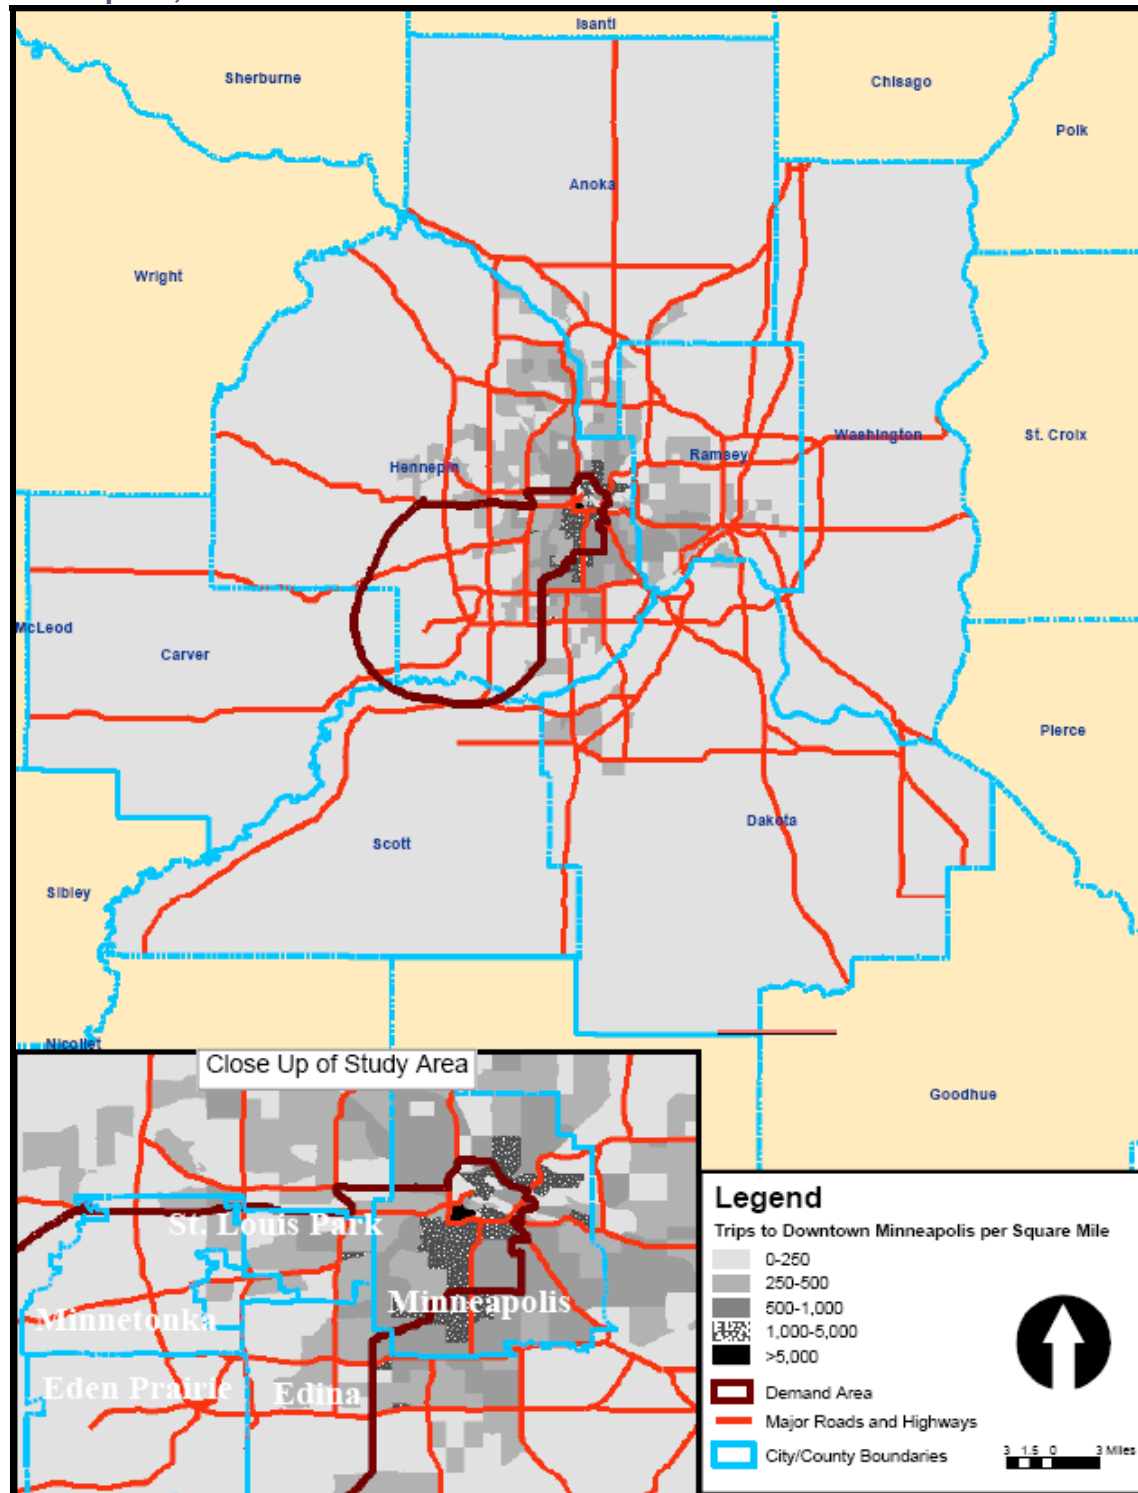 Isanti
Sherburne
Chisago
Polk
Anoka
Wright
Hennepin
Ramsey
Washington
St. Croix
McLeod
Carver
Pierce
Scott
Dakota
Sibley
Nicollet
Goodhue
Close Up of Study Area
St. Louis Park
Minnetonka
Minneapolis
Eden Prairie
Edina
Legend
Trips to Downtown Minneapolis per Square Mile
0-250
250-500
500-1,000
1,000-5,000
>5,000
Demand Area
Major Roads and Highways
City/County Boundaries
3 1.5 0 3 Miles